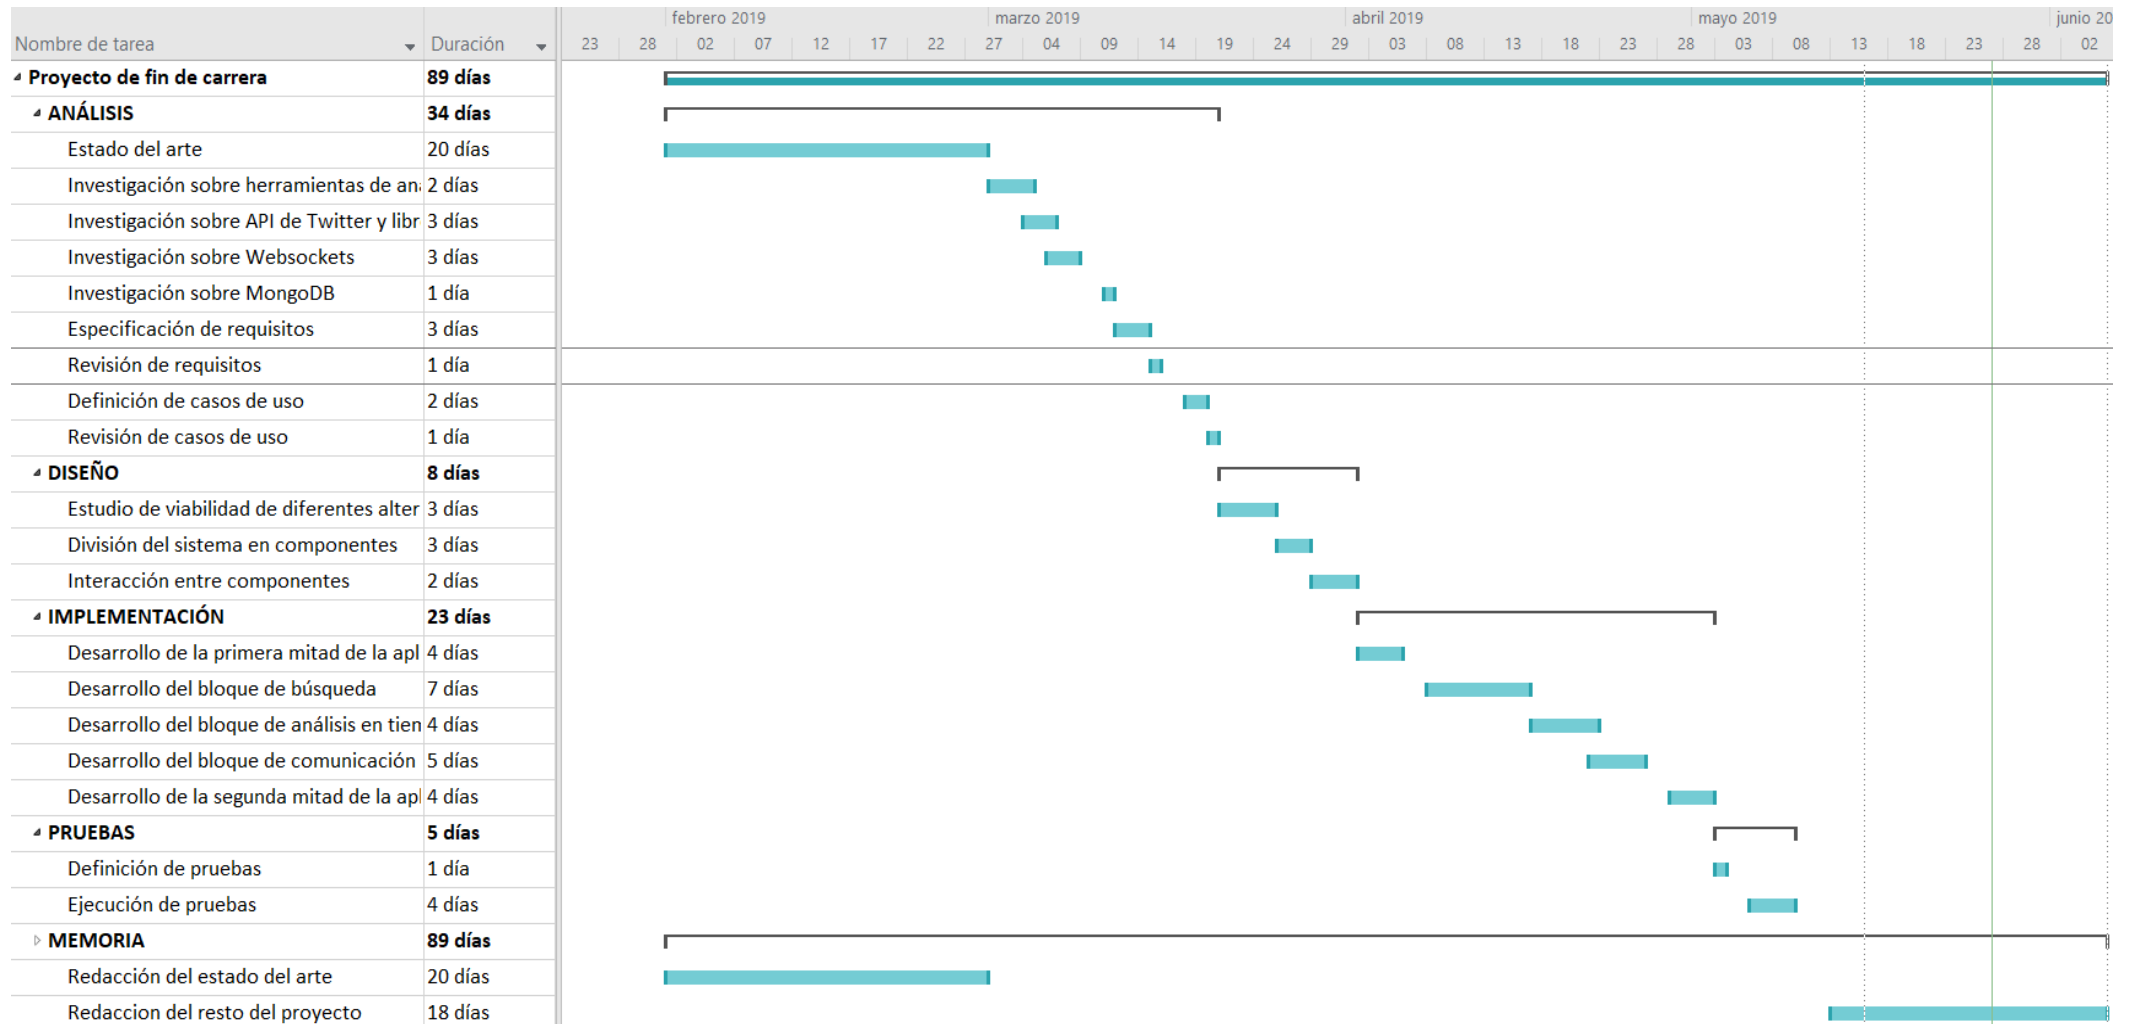 febrero 2019 marzo 2019 abril 2019 mayo 2019 junio 20
Nombre de tarea Duración 23 28 02 07 12 17 22 27 04 09 14 19 24 29 03 08 13 18 23 28 03 08 13 18 23 28 02
Proyecto de fin de carrera 89 días
ANÁLISIS 34 días
Estado del arte 20 días
Investigación sobre herramientas de aná 2 días
Investigación sobre API de Twitter y libr 3 días
Investigación sobre Websockets 3 días
Investigación sobre MongoDB 1 día
Especificación de requisitos 3 días
Revisión de requisitos 1 día
Definición de casos de uso 2 días
Revisión de casos de uso 1 día
DISEÑO 8 días
Estudio de viabilidad de diferentes alter 3 días
División del sistema en componentes 3 días
Interacción entre componentes 2 días
IMPLEMENTACIÓN 23 días
Desarrollo de la primera mitad de la apl 4 días
Desarrollo del bloque de búsqueda 7 días
Desarrollo del bloque de análisis en tien 4 días
Desarrollo del bloque de comunicación 5 días
Desarrollo de la segunda mitad de la apl 4 días
PRUEBAS 5 días
Definición de pruebas 1 día
Ejecución de pruebas 4 días
MEMORIA 89 días
Redacción del estado del arte 20 días
Redaccion del resto del proyecto 18 días